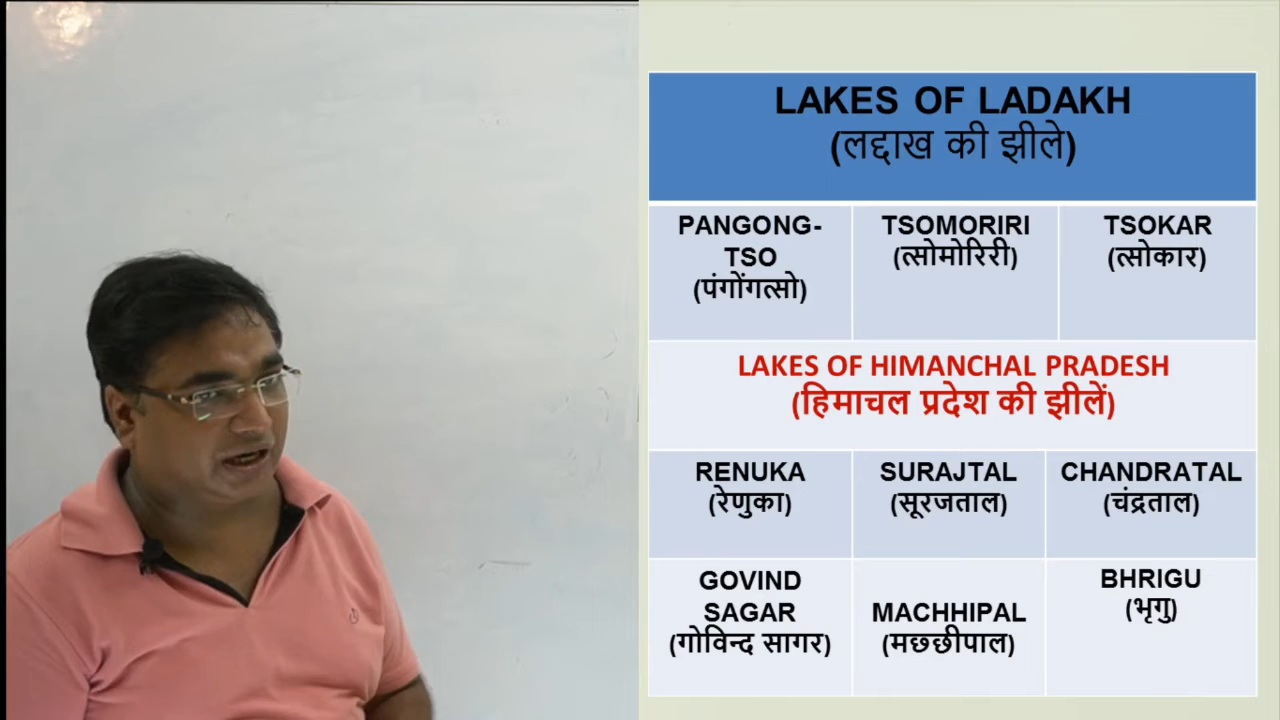 LAKES OF LADAKH
(लद्दाख की झीले)
PANGONG-
TSO
(पंगोंगत्सो)
TSOMORIRI
(त्सोमोरिरी)
TSOKAR
(त्सोकार)
LAKES OF HIMANCHAL PRADESH
(हिमाचल प्रदेश की झीलें)
RENUKA
(रेणुका)
SURAJTAL
(सूरजताल)
CHANDRATAL
(चंद्रताल)
GOVIND
SAGAR
(गोविन्द सागर)
MACHHIPAL
(मछ्छीपाल)
BHRIGU
(भृगु)